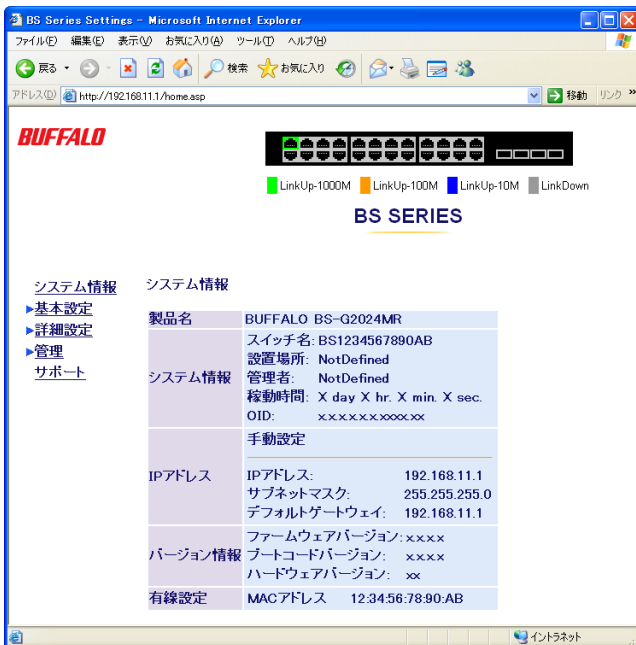 BS Series Settings - Microsoft Internet Explorer
ファイル(F) 編集(E) 表示(V) お気に入り(A) ツール(T) ヘルプ(H)
戻る 検索 お気に入り
アドレス(D) http://192.168.11.1/home.asp 移動 リンク »
BUFFALO
LinkUp-1000M LinkUp-100M LinkUp-10M LinkDown
BS SERIES
システム情報
基本設定
詳細設定
管理
サポート
システム情報
製品名 BUFFALO BS-G2024MR
システム情報
スイッチ名: BS1234567890AB
設置場所: NotDefined
管理者: NotDefined
稼動時間: X day X hr. X min. X sec.
OID: x.x.x.x.x.x.xxx.x.xx
IPアドレス
手動設定
IPアドレス: 192.168.11.1
サブネットマスク: 255.255.255.0
デフォルトゲートウェイ: 192.168.11.1
バージョン情報
ファームウェアバージョン: x.x.x.x
ブートコードバージョン: x.x.x.x
ハードウェアバージョン: xx
有線設定 MACアドレス 12:34:56:78:90:AB
イントラネット